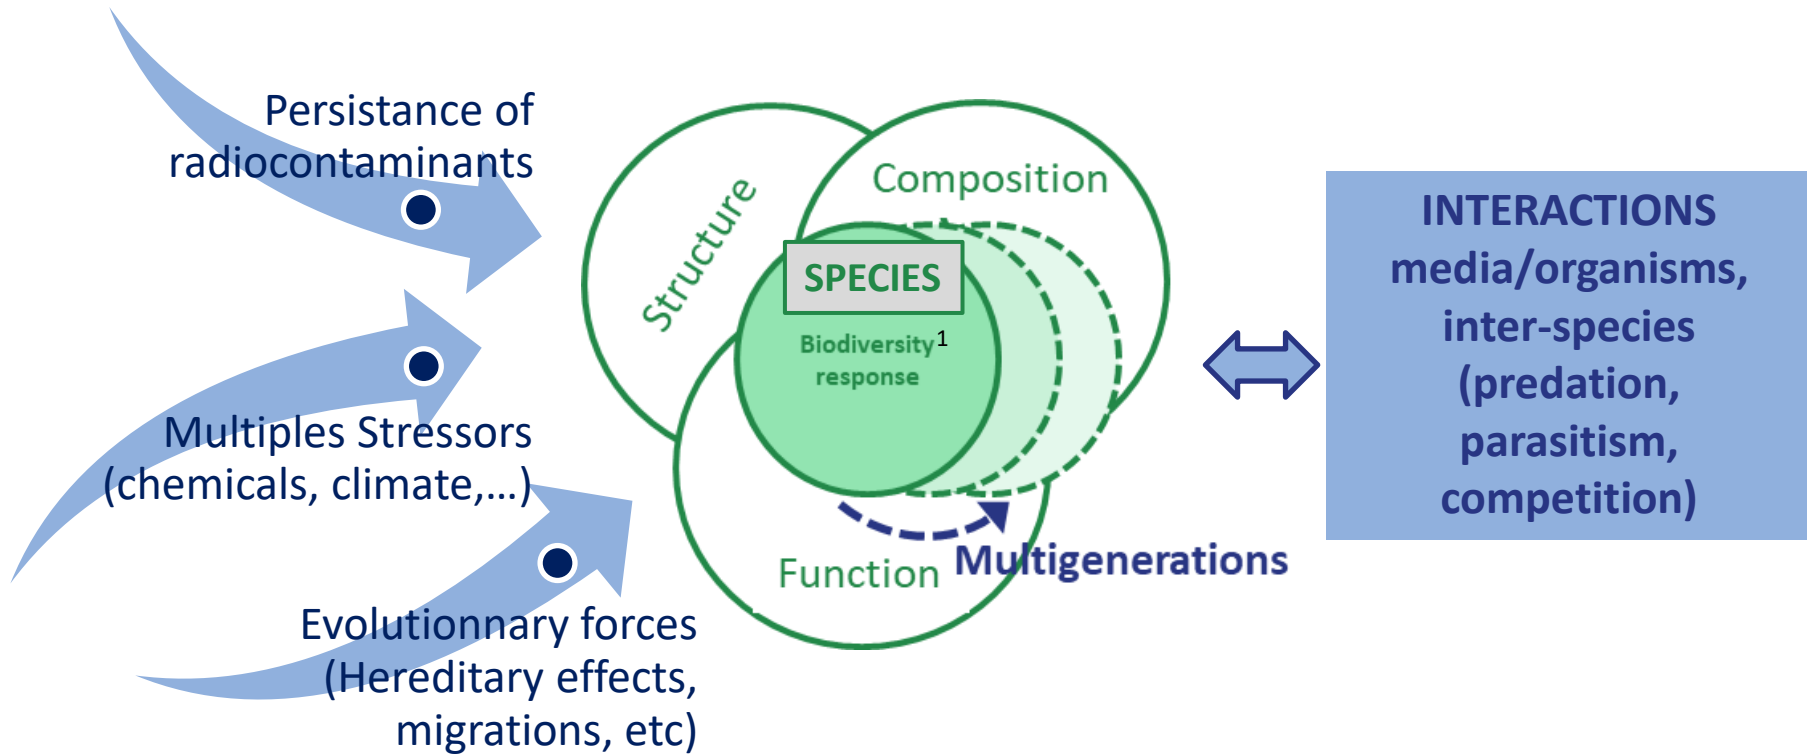 Persistance of
radiocontaminants
Multiples Stressors
(chemicals, climate,...)
Evolutionnary forces
(Hereditary effects,
migrations, etc)
Structure
Composition
SPECIES
Biodiversity¹
response
Function
Multigenerations
INTERACTIONS
media/organisms,
inter-species
(predation,
parasitism,
competition)